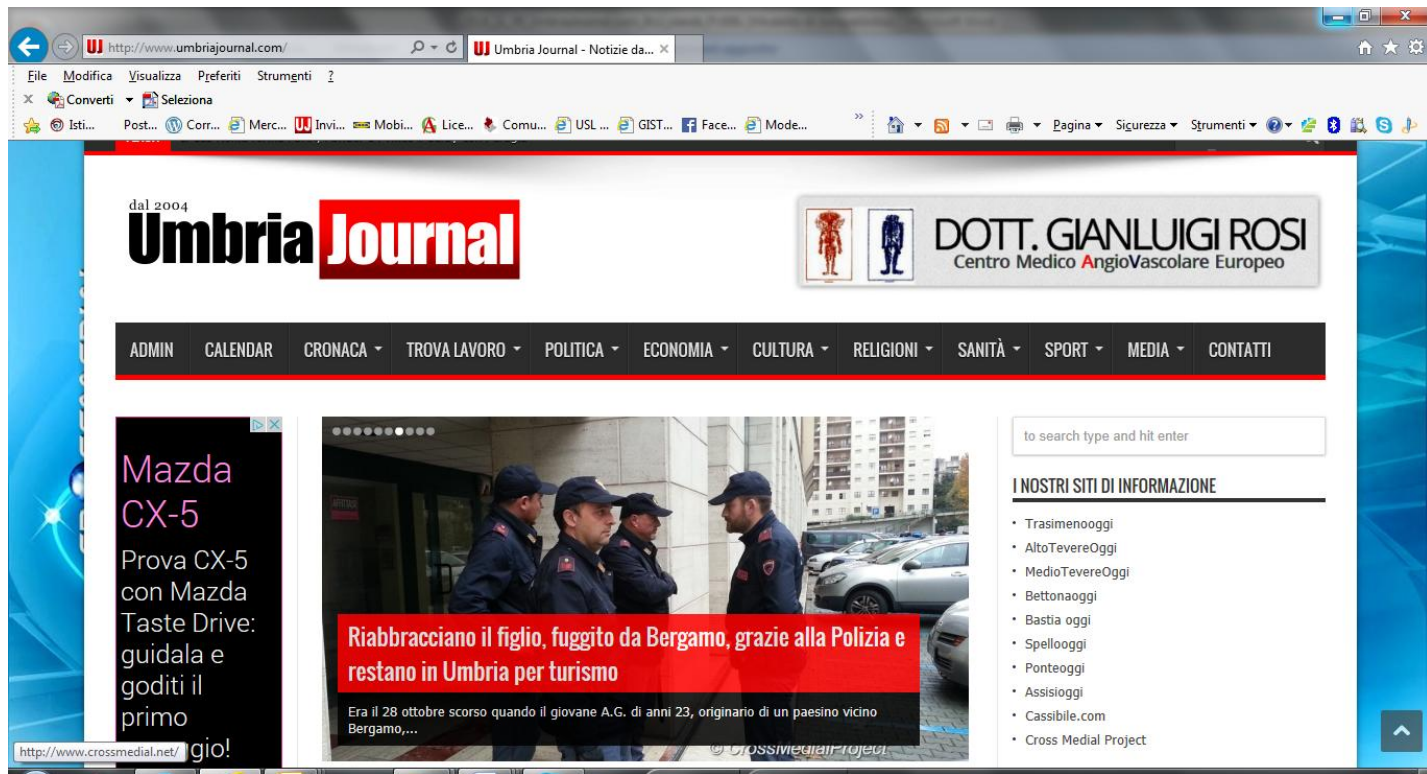 http://www.umbriajournal.com/
UJ Umbria Journal - Notizie da...
File Modifica Visualizza Preferiti Strumenti ?
x Converti Seleziona
Isti... Post... Corr... Merc... Invi... Mobi... Lice... Comu... USL ... GIST... Face... Mode... » Pagina Sicurezza Strumenti
dal 2004
Umbria Journal
DOTT. GIANLUIGI ROSI
Centro Medico AngioVascolare Europeo
ADMIN CALENDAR CRONACA TROVA LAVORO POLITICA ECONOMIA CULTURA RELIGIONI SANITÀ SPORT MEDIA CONTATTI
Mazda
CX-5
Prova CX-5
con Mazda
Taste Drive:
guidala e
goditi il
primo
gio!
Riabbracciano il figlio, fuggito da Bergamo, grazie alla Polizia e
restano in Umbria per turismo
Era il 28 ottobre scorso quando il giovane A.G. di anni 23, originario di un paesino vicino
Bergamo,...
© CrossMedialProject
to search type and hit enter
I NOSTRI SITI DI INFORMAZIONE
• Trasimenooggi
• AltoTevereOggi
• MedioTevereOggi
• Bettonaoggi
• Bastia oggi
• Spellooggi
• Ponteoggi
• Assisioggi
• Cassibile.com
• Cross Medial Project
http://www.crossmedial.net/